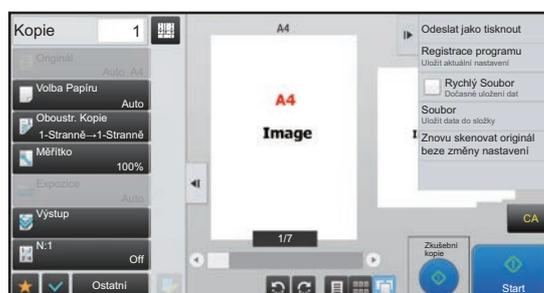 Kopie 1
Originál
Auto A4
Volba Papíru
Auto
Oboustr. Kopie
1-Stranně→1-Stranně
Měřítko
100%
Expozice
Auto
Výstup
N:1
Off
Ostatní
A4
A4
Image
1/7
Odeslat jako tisknout
Registrace programu
Uložit aktuální nastavení
Rychlý Soubor
Dočasné uložení dat
Soubor
Uložit data do složky
Znovu skenovat originál
beze změny nastavení
CA
Zkušební
kopie
Start